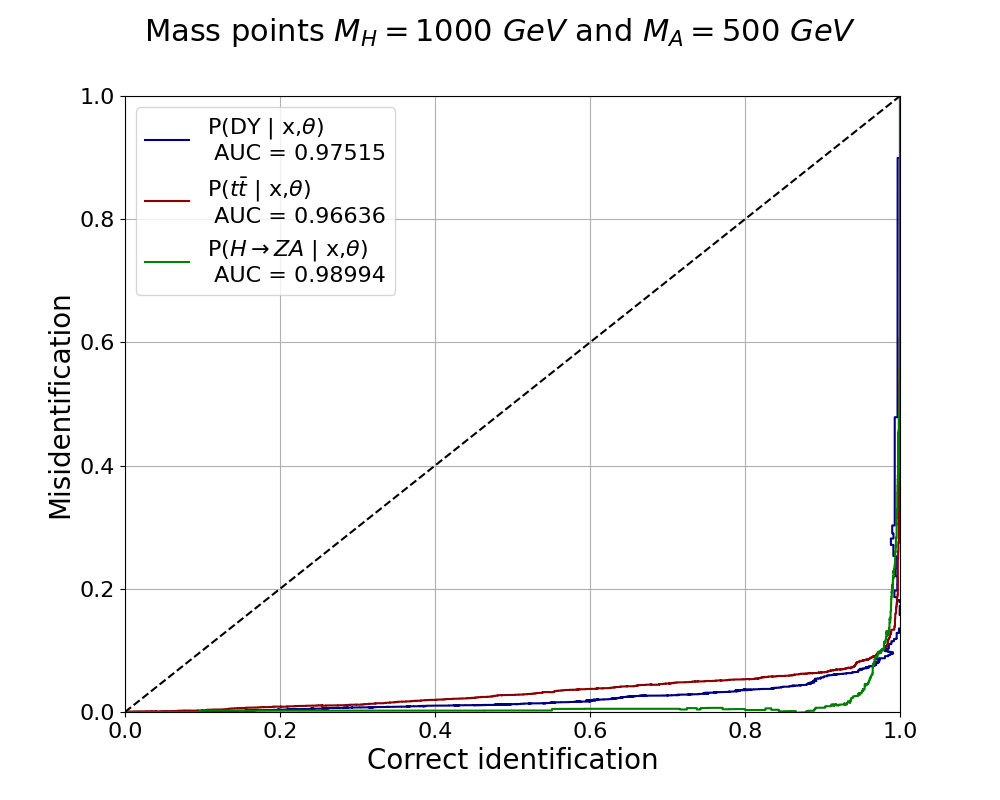 Mass points $M_H = 1000\ GeV$ and $M_A = 500\ GeV$
1.0
P(DY | x,θ)
AUC = 0.97515
P($t\bar{t}$ | x,θ)
AUC = 0.96636
P(H→ZA | x,θ)
AUC = 0.98994
0.8
0.6
0.4
0.2
0.0
Misidentification
0.0 0.2 0.4 0.6 0.8 1.0
Correct identification